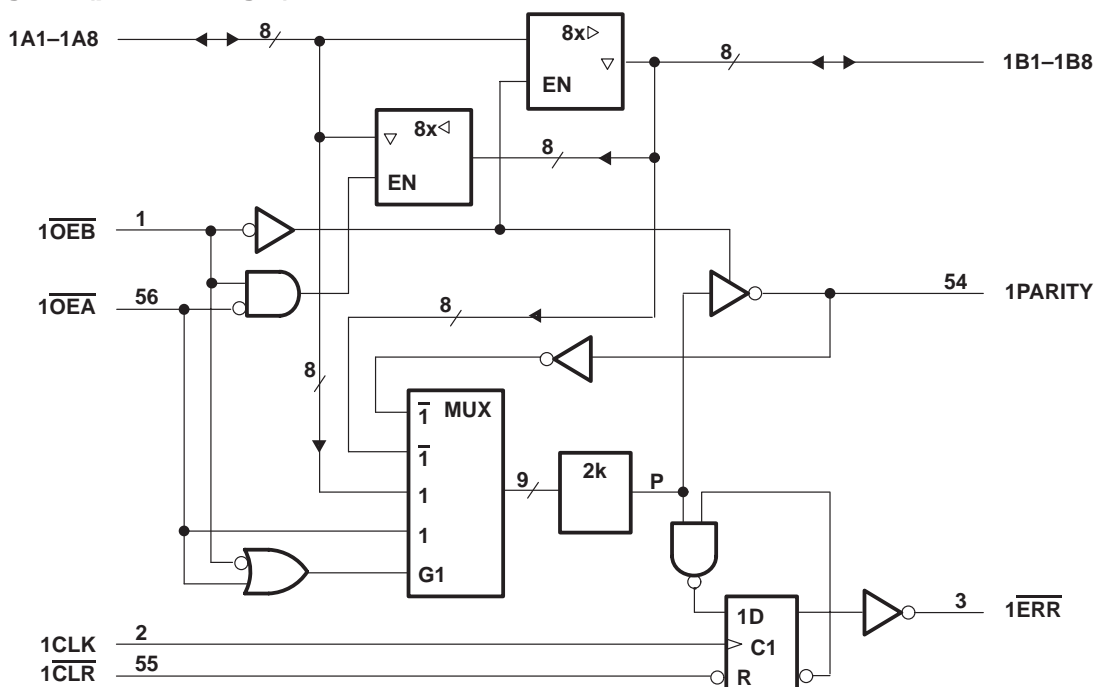 1A1–1A8
8
8x
EN
8
1B1–1B8
8x
EN
8
1OEB
1
1OEA
56
8
54
1PARITY
8
MUX
1
1
1
1
G1
9
2k
P
1D
C1
R
3
1ERR
1CLK
2
1CLR
55